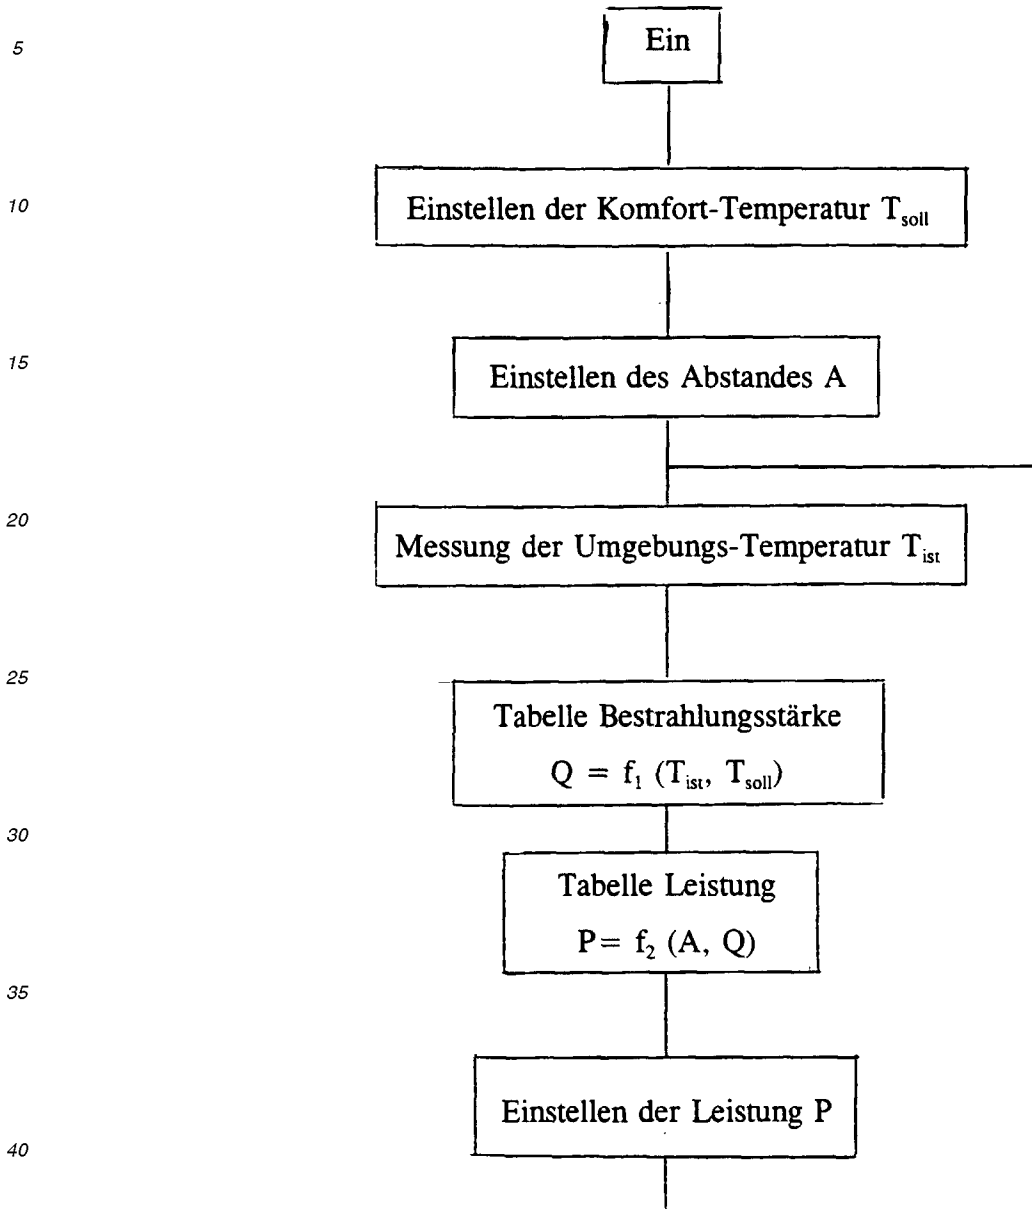 5
Ein
10
Einstellen der Komfort-Temperatur T_soll
15
Einstellen des Abstandes A
20
Messung der Umgebungs-Temperatur T_ist
25
Tabelle Bestrahlungsstärke
Q = f_1 (T_ist, T_soll)
30
Tabelle Leistung
P= f_2 (A, Q)
35
Einstellen der Leistung P
40